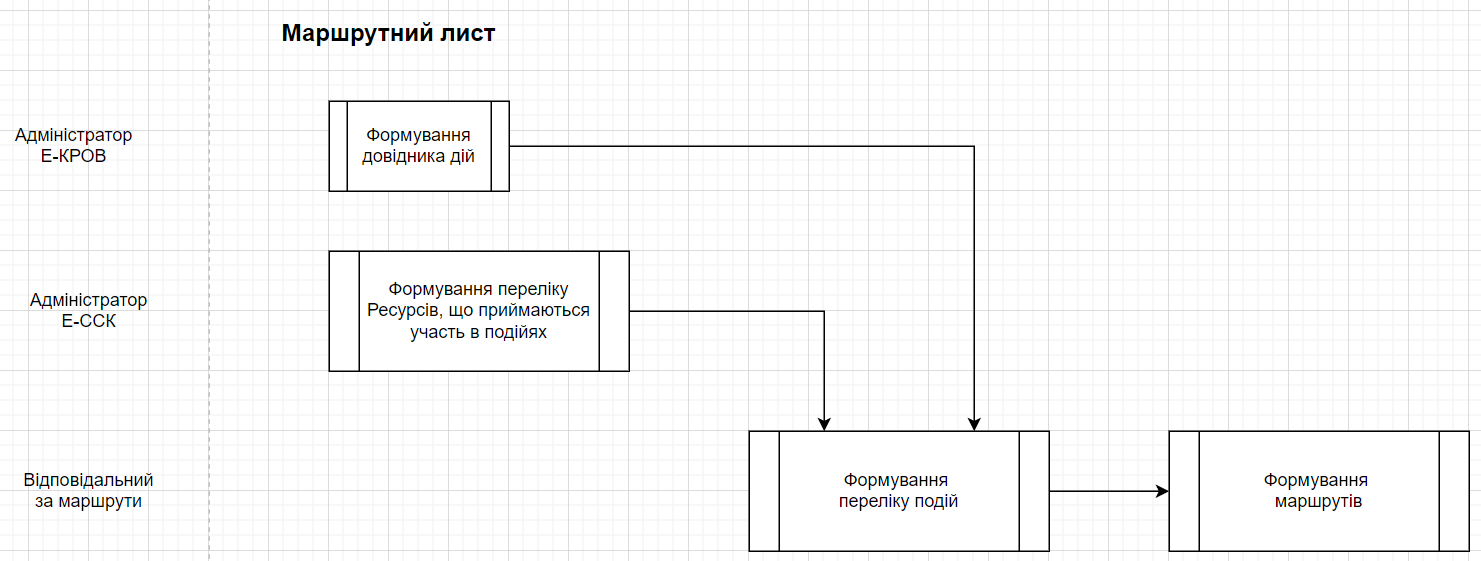 Маршрутний лист
Адміністратор
Е-КРОВ
Формування
довідника дій
Адміністратор
Е-ССК
Формування переліку
Ресурсів, що приймаються
участь в подійях
Відповідальний
за маршрути
Формування
переліку подій
Формування
маршрутів